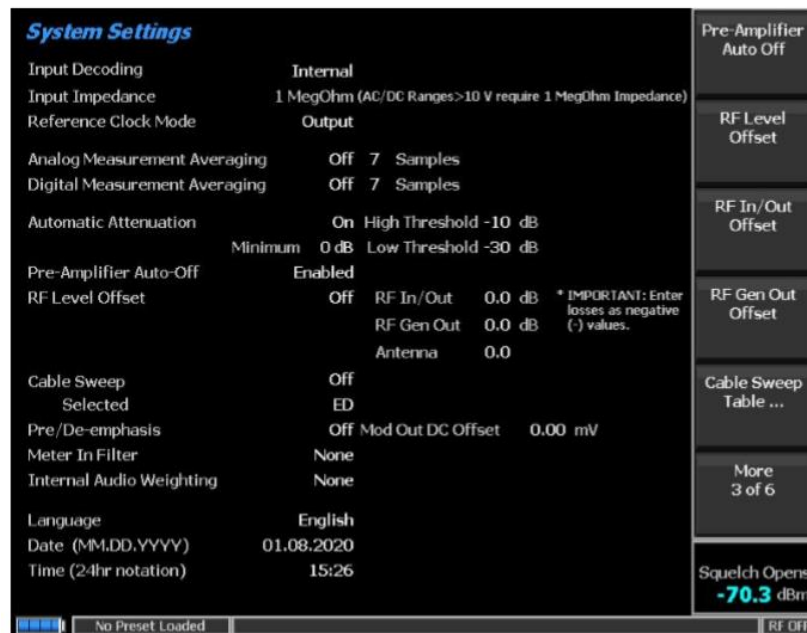 System Settings
Input Decoding Internal
Input Impedance 1 MegOhm (AC/DC Ranges>10 V require 1 MegOhm Impedance)
Reference Clock Mode Output
Analog Measurement Averaging Off 7 Samples
Digital Measurement Averaging Off 7 Samples
Automatic Attenuation On High Threshold -10 dB
Minimum 0 dB Low Threshold -30 dB
Pre-Amplifier Auto-Off Enabled
RF Level Offset Off RF In/Out 0.0 dB * IMPORTANT: Enter
losses as negative
RF Gen Out 0.0 dB (-) values.
Antenna 0.0
Cable Sweep Off
Selected ED
Pre/De-emphasis Off Mod Out DC Offset 0.00 mV
Meter In Filter None
Internal Audio Weighting None
Language English
Date (MM.DD.YYYY) 01.08.2020
Time (24hr notation) 15:26
No Preset Loaded
Pre-Amplifier
Auto Off
RF Level
Offset
RF In/Out
Offset
RF Gen Out
Offset
Cable Sweep
Table ...
More
3 of 6
Squelch Opens
-70.3 dBm
RF OFF